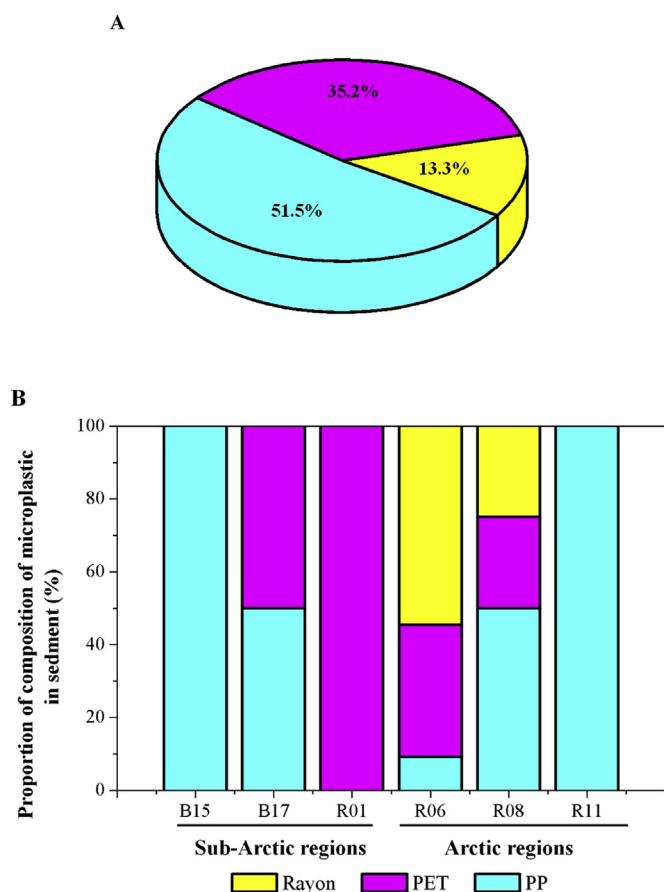 A
35.2%
13.3%
51.5%
B
Proportion of composition of microplastic
in sediment (%)
100
80
60
40
20
0
B15 B17 R01 R06 R08 R11
Sub-Arctic regions Arctic regions
Rayon PET PP